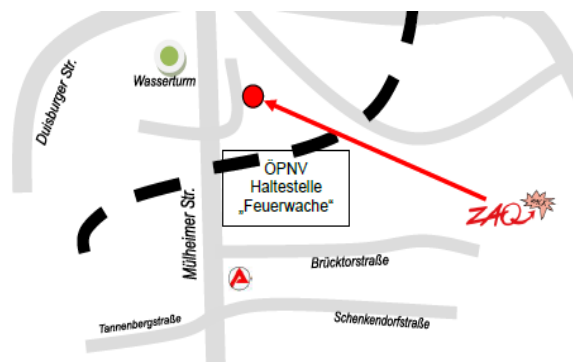 Duisburger Str.
Wasserturm
ÖPNV
Haltestelle
„Feuerwache“
Mülheimer Str.
ZAQ
Brücktorstraße
Tannenbergstraße
Schenkendorfstraße